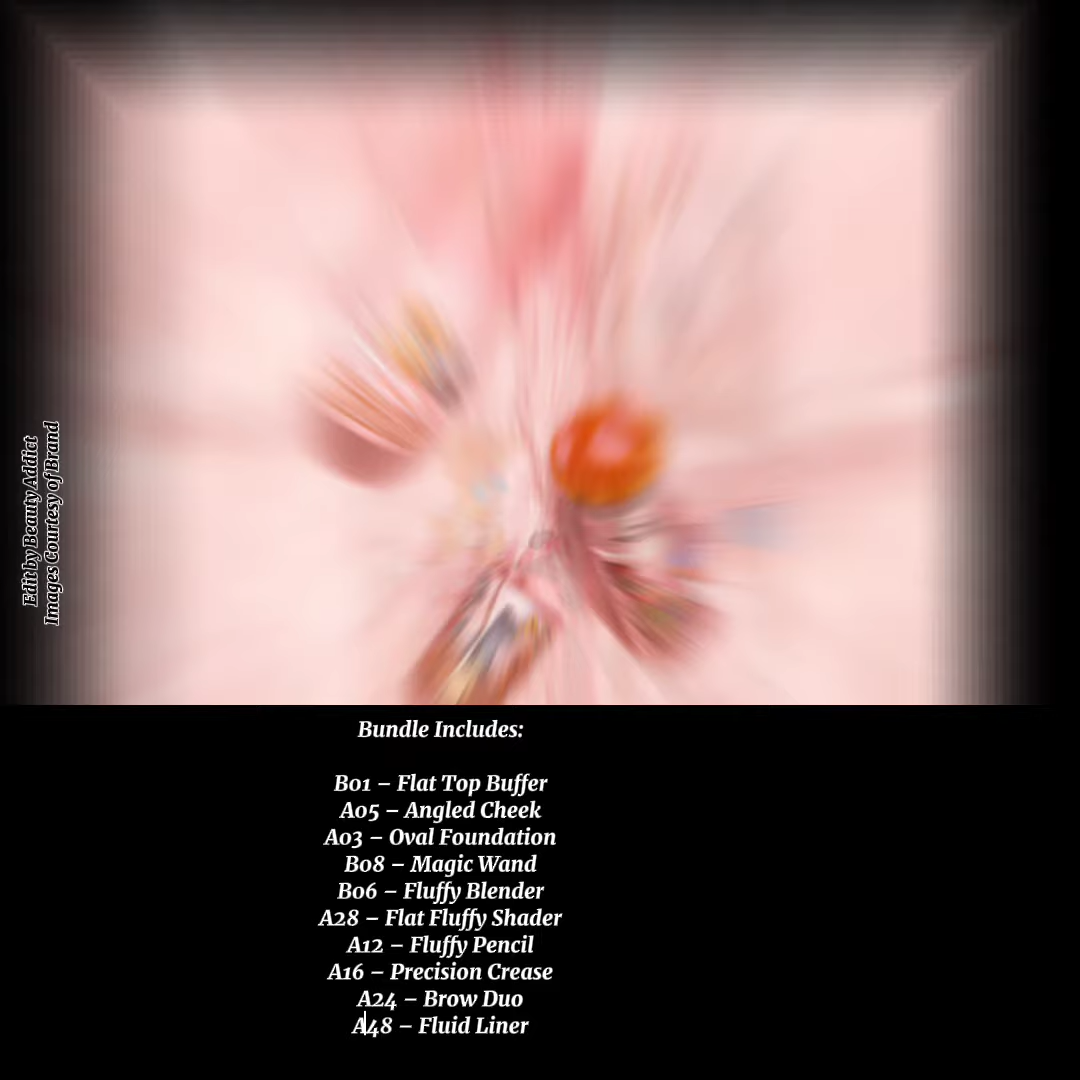 Edit by Beauty Addict
Images Courtesy of Brand
Bundle Includes:
B01 – Flat Top Buffer
A05 – Angled Cheek
A03 – Oval Foundation
B08 – Magic Wand
B06 – Fluffy Blender
A28 – Flat Fluffy Shader
A12 – Fluffy Pencil
A16 – Precision Crease
A24 – Brow Duo
A48 – Fluid Liner